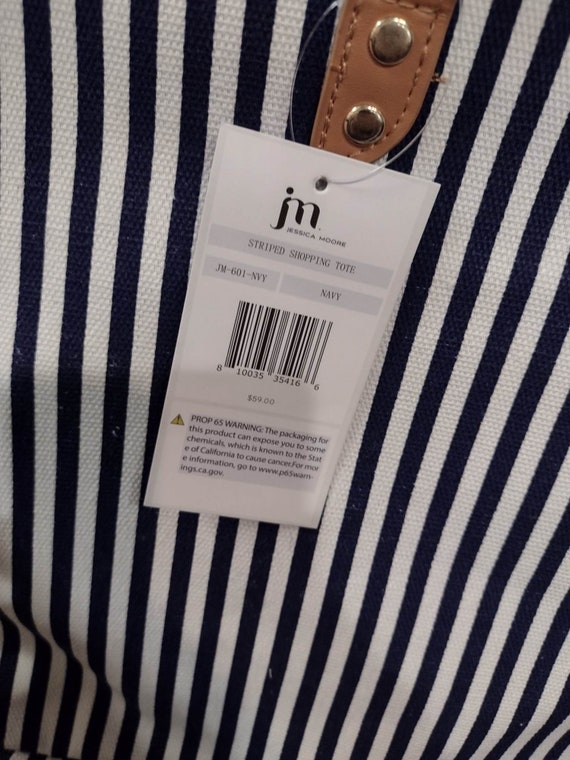 jm.
JESSICA MOORE
STRIPED SHOPPING TOTE
JM-601-NVY
NAVY
8 10035 35416 6
$59.00
PROP 65 WARNING: The packaging for
this product can expose you to some
chemicals, which is known to the Stat
e of California to cause cancer.For mor
e information, go to www.p65warn-
ings.ca.gov.